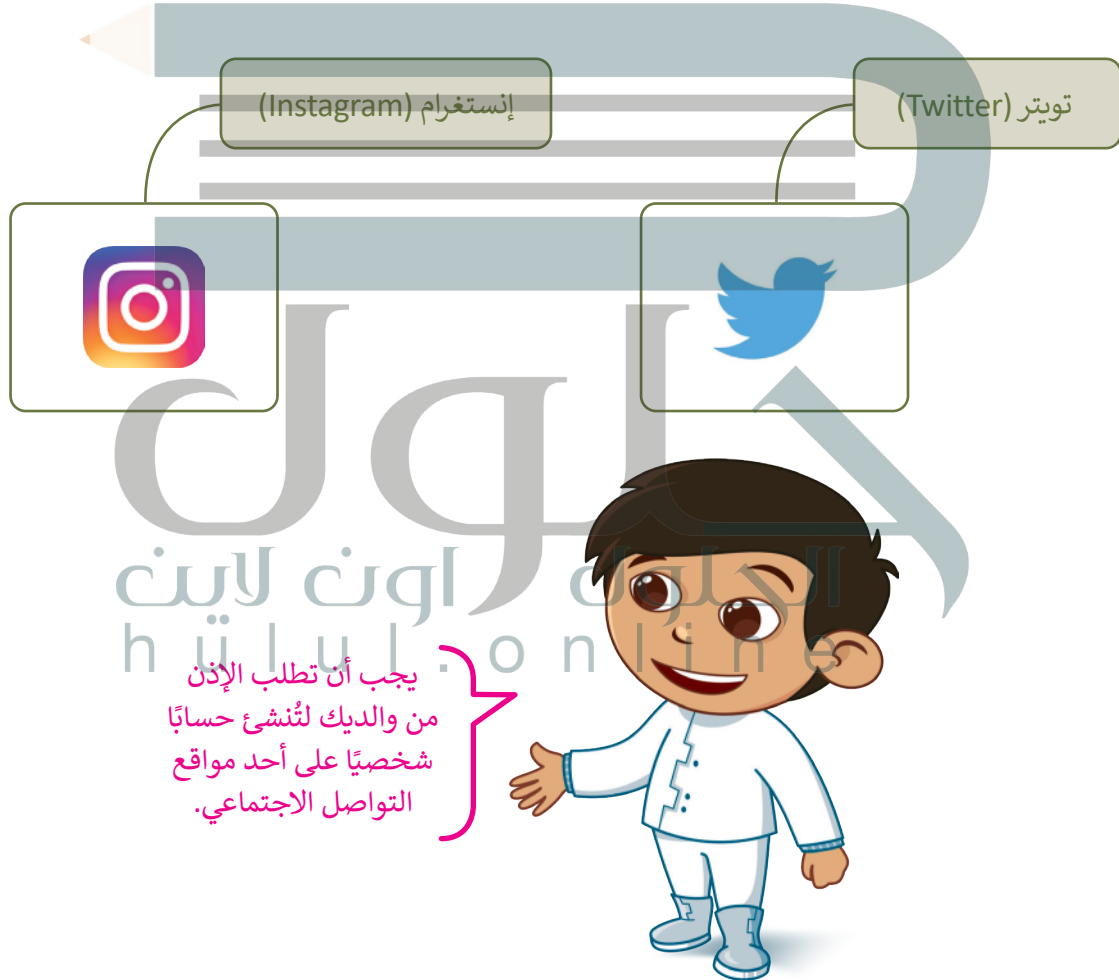 تويتر (Twitter)
إنستغرام (Instagram)
حلول
الحلول اون لاين
hulul.online
يجب أن تطلب الإذن
من والديك لتُنشئ حسابًا
شخصيًا على أحد مواقع
التواصل الاجتماعي.